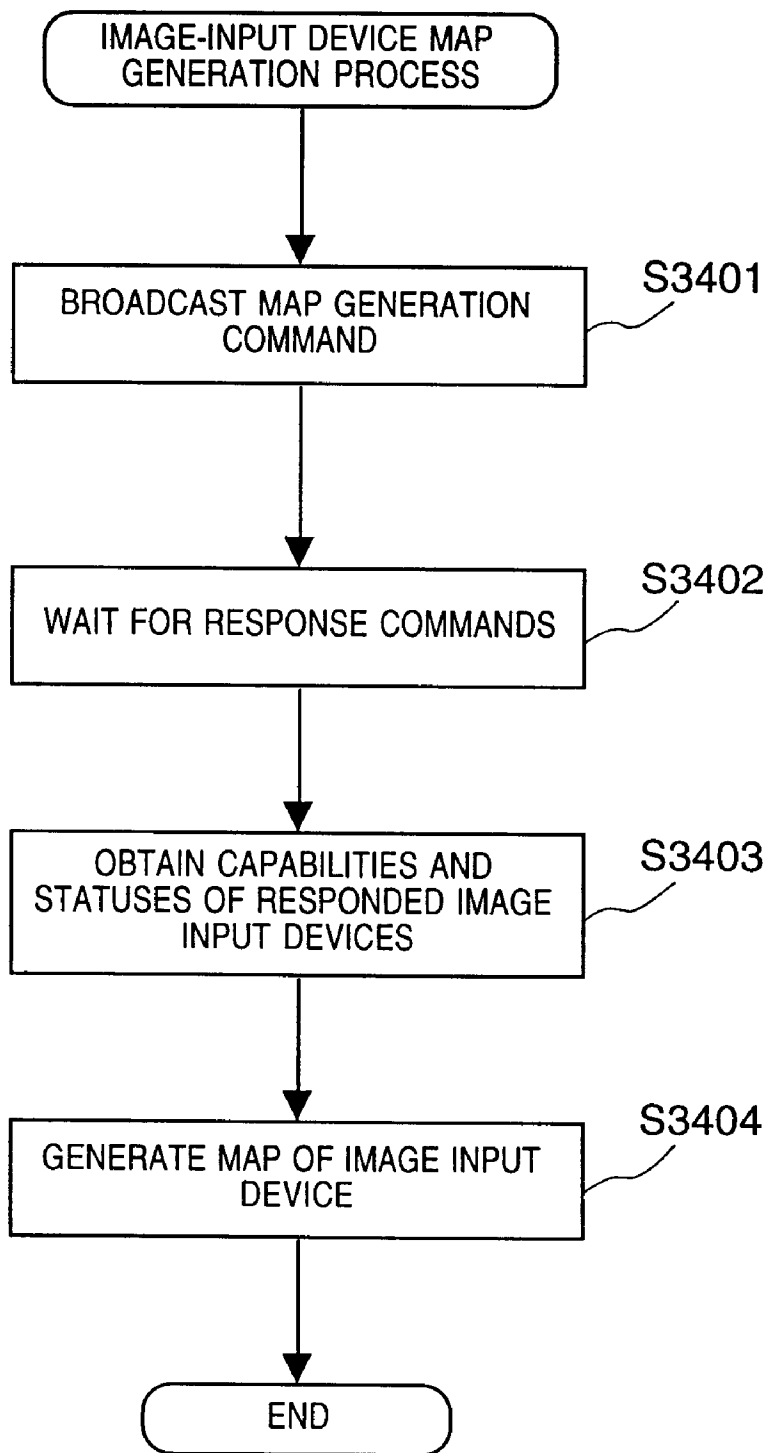 IMAGE-INPUT DEVICE MAP
GENERATION PROCESS
BROADCAST MAP GENERATION
COMMAND
S3401
WAIT FOR RESPONSE COMMANDS
S3402
OBTAIN CAPABILITIES AND
STATUSES OF RESPONDED IMAGE
INPUT DEVICES
S3403
GENERATE MAP OF IMAGE INPUT
DEVICE
S3404
END